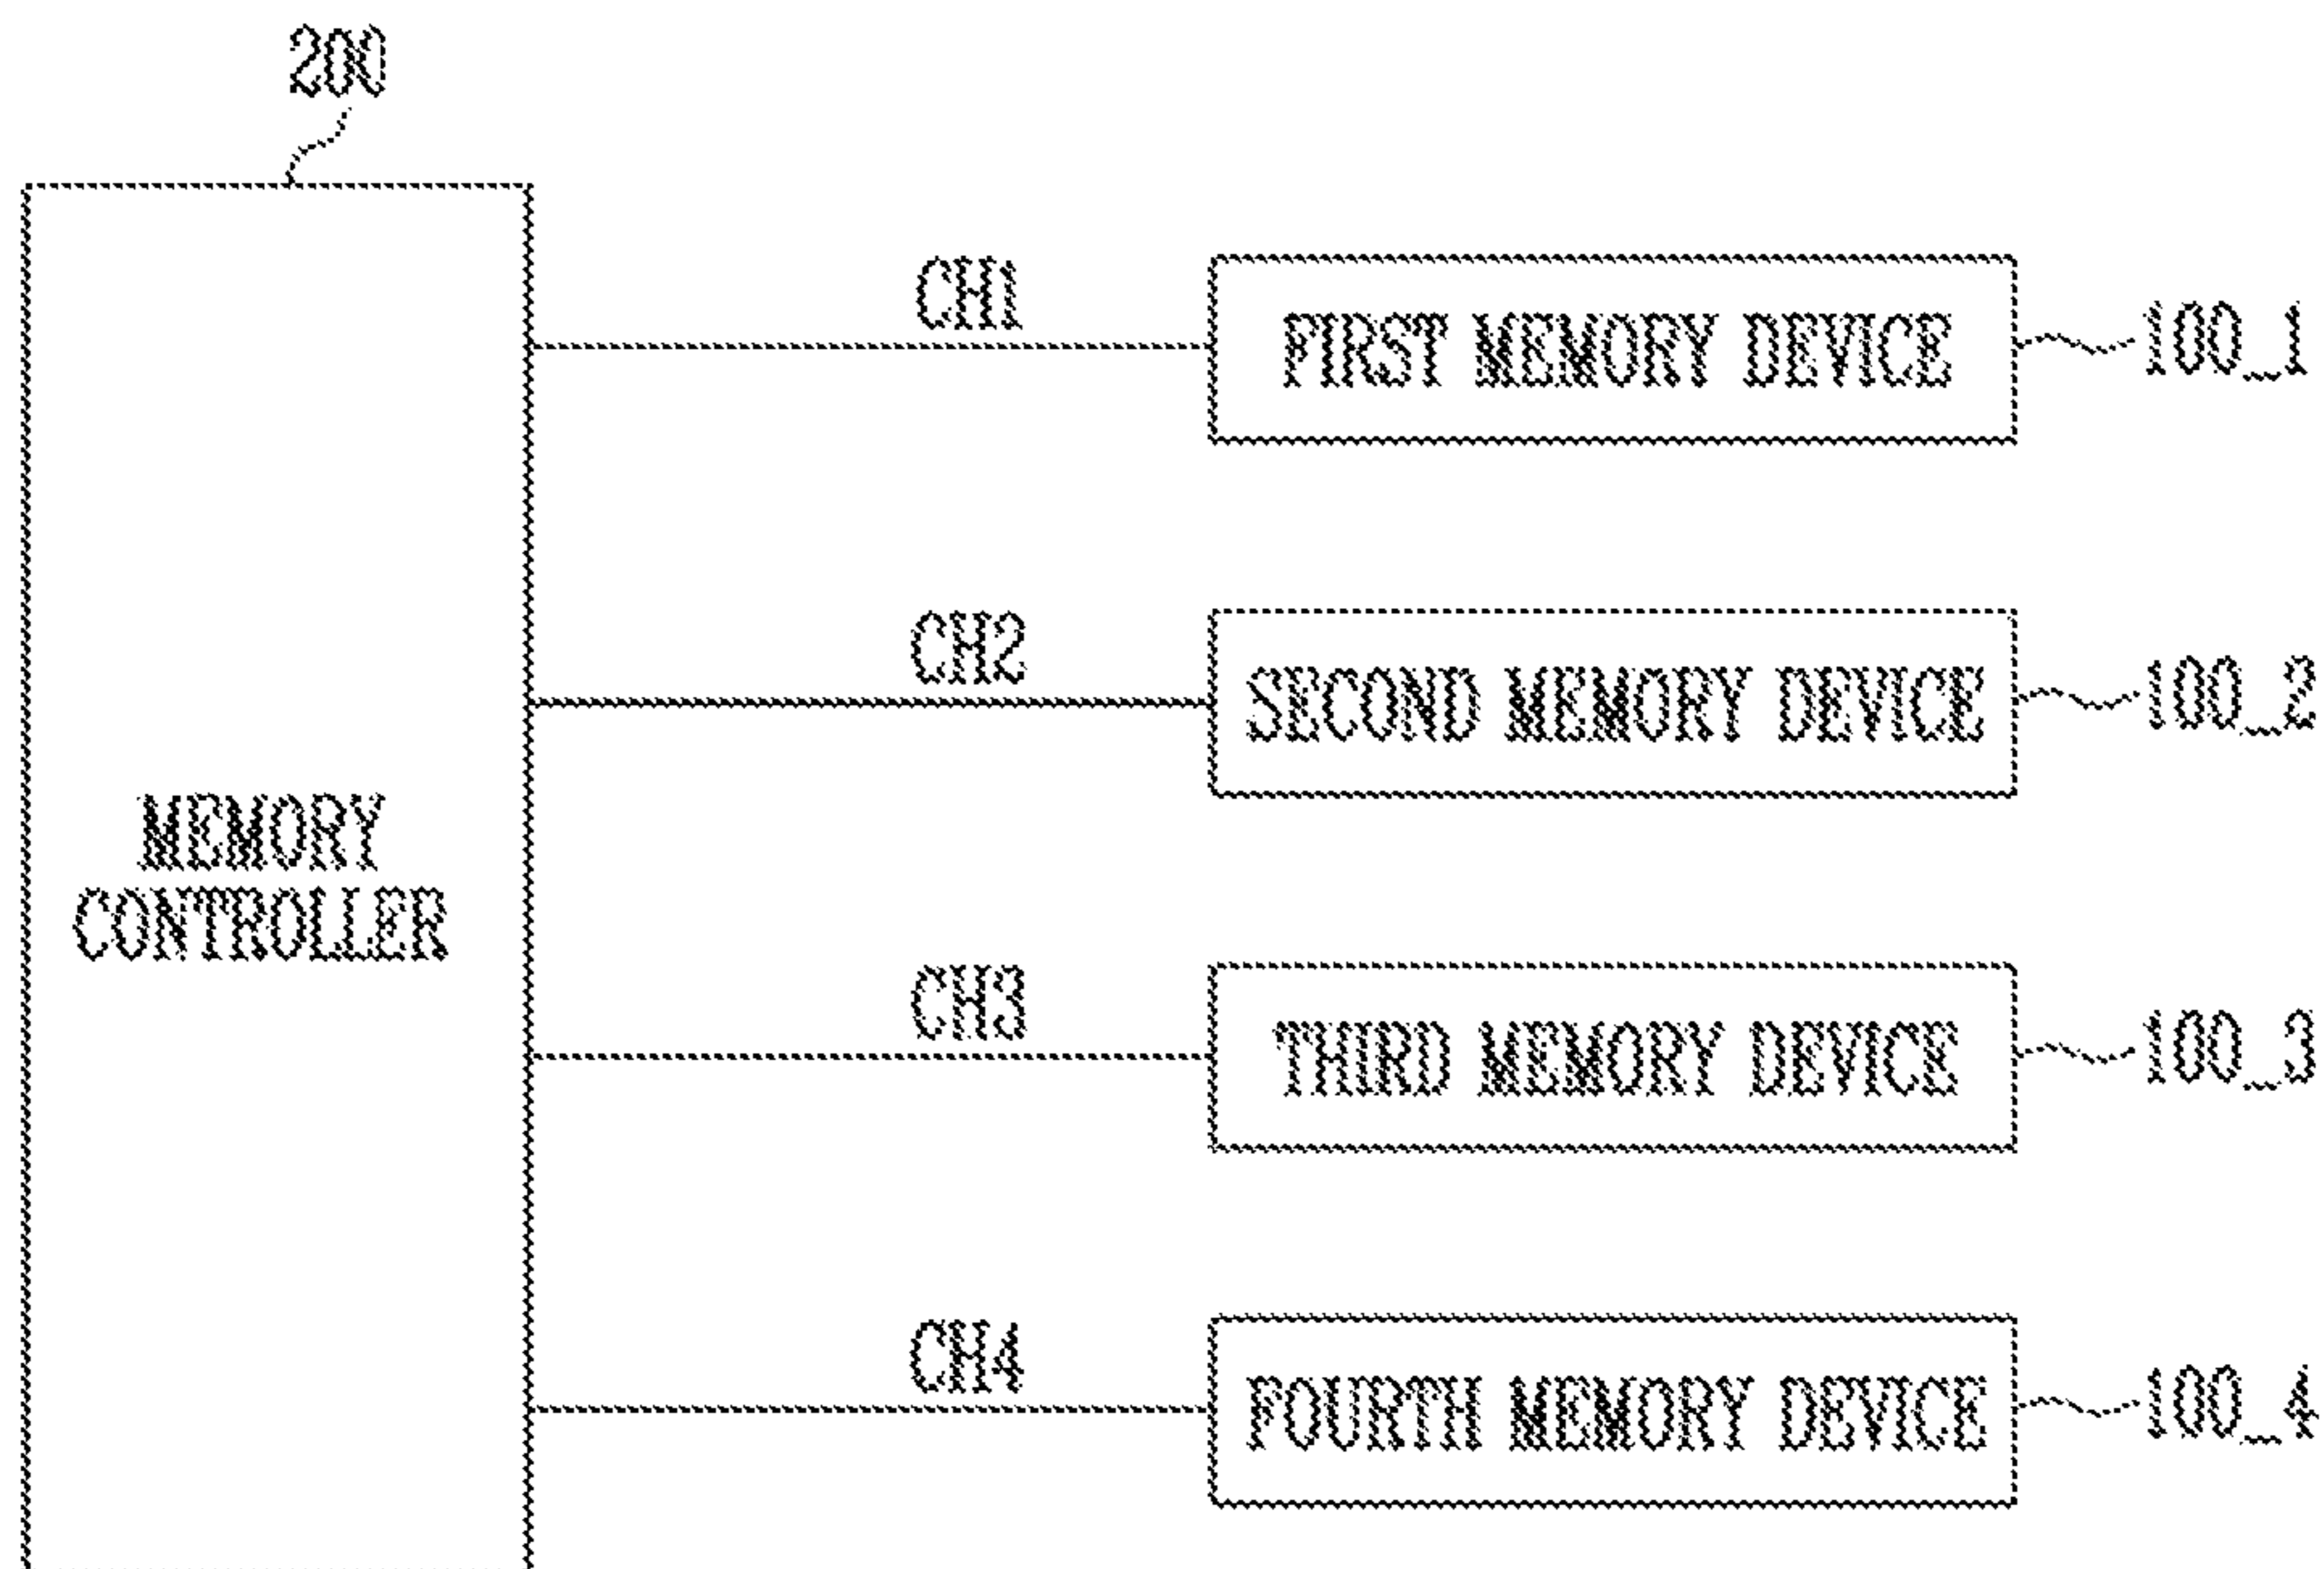 200
CH1
FIRST MEMORY DEVICE
100_1
CH2
SECOND MEMORY DEVICE
100_2
MEMORY
CONTROLLER
CH3
THIRD MEMORY DEVICE
100_3
CH4
FOURTH MEMORY DEVICE
100_4